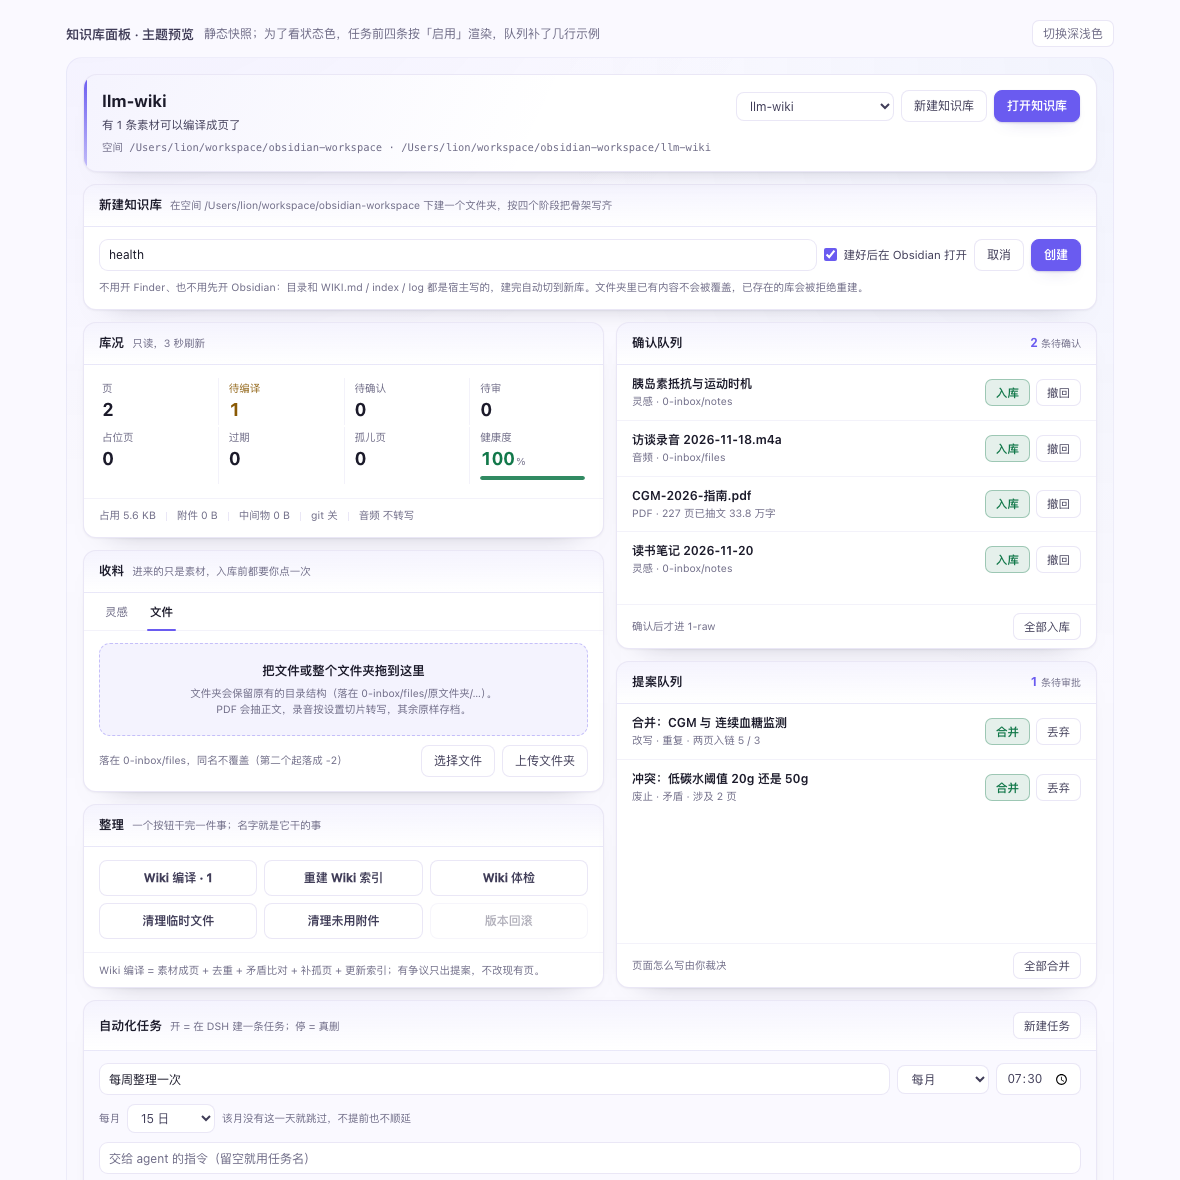 知识库面板 · 主题预览 静态快照；为了看状态色，任务前四条按「启用」渲染，队列补了几行示例
切换深浅色
llm-wiki
有 1 条素材可以编译成页了
空间 /Users/lion/workspace/obsidian-workspace · /Users/lion/workspace/obsidian-workspace/llm-wiki
llm-wiki
新建知识库
打开知识库
新建知识库 在空间 /Users/lion/workspace/obsidian-workspace 下建一个文件夹，按四个阶段把骨架写齐
health
建好后在 Obsidian 打开
取消
创建
不用开 Finder、也不用先开 Obsidian：目录和 WIKI.md / index / log 都是宿主写的，建完自动切到新库。文件夹里已有内容不会被覆盖，已存在的库会被拒绝重建。
库况 只读，3 秒刷新
页
2
待编译
1
待确认
0
待审
0
占位页
0
过期
0
孤儿页
0
健康度
100%
占用 5.6 KB
附件 0 B
中间物 0 B
git 关
音频 不转写
收料 进来的只是素材，入库前都要你点一次
灵感
文件
把文件或整个文件夹拖到这里
文件夹会保留原有的目录结构（落在 0-inbox/files/原文件夹/…）。
PDF 会抽正文，录音按设置切片转写，其余原样存档。
落在 0-inbox/files，同名不覆盖（第二个起落成 -2）
选择文件
上传文件夹
整理 一个按钮干完一件事；名字就是它干的事
Wiki 编译 · 1
重建 Wiki 索引
Wiki 体检
清理临时文件
清理未用附件
版本回滚
Wiki 编译 = 素材成页 + 去重 + 矛盾比对 + 补孤页 + 更新索引；有争议只出提案，不改现有页。
确认队列
2 条待确认
胰岛素抵抗与运动时机
灵感 · 0-inbox/notes
入库
撤回
访谈录音 2026-11-18.m4a
音频 · 0-inbox/files
入库
撤回
CGM-2026-指南.pdf
PDF · 227 页已抽文 33.8 万字
入库
撤回
读书笔记 2026-11-20
灵感 · 0-inbox/notes
入库
撤回
确认后才进 1-raw
全部入库
提案队列
1 条待审批
合并：CGM 与 连续血糖监测
改写 · 重复 · 两页入链 5 / 3
合并
丢弃
冲突：低碳水阈值 20g 还是 50g
废止 · 矛盾 · 涉及 2 页
合并
丢弃
页面怎么写由你裁决
全部合并
自动化任务 开 = 在 DSH 建一条任务；停 = 真删
新建任务
每周整理一次
每月
07:30
每月
15 日
该月没有这一天就跳过，不提前也不顺延
交给 agent 的指令（留空就用任务名）